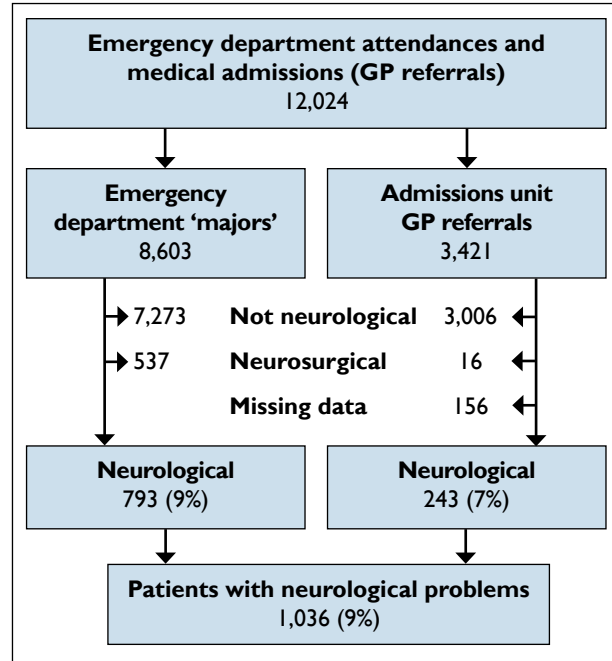 Emergency department attendances and
medical admissions (GP referrals)
12,024
Emergency
department ‘majors’
8,603
Admissions unit
GP referrals
3,421
7,273 Not neurological 3,006
537 Neurosurgical 16
Missing data 156
Neurological
793 (9%)
Neurological
243 (7%)
Patients with neurological problems
1,036 (9%)